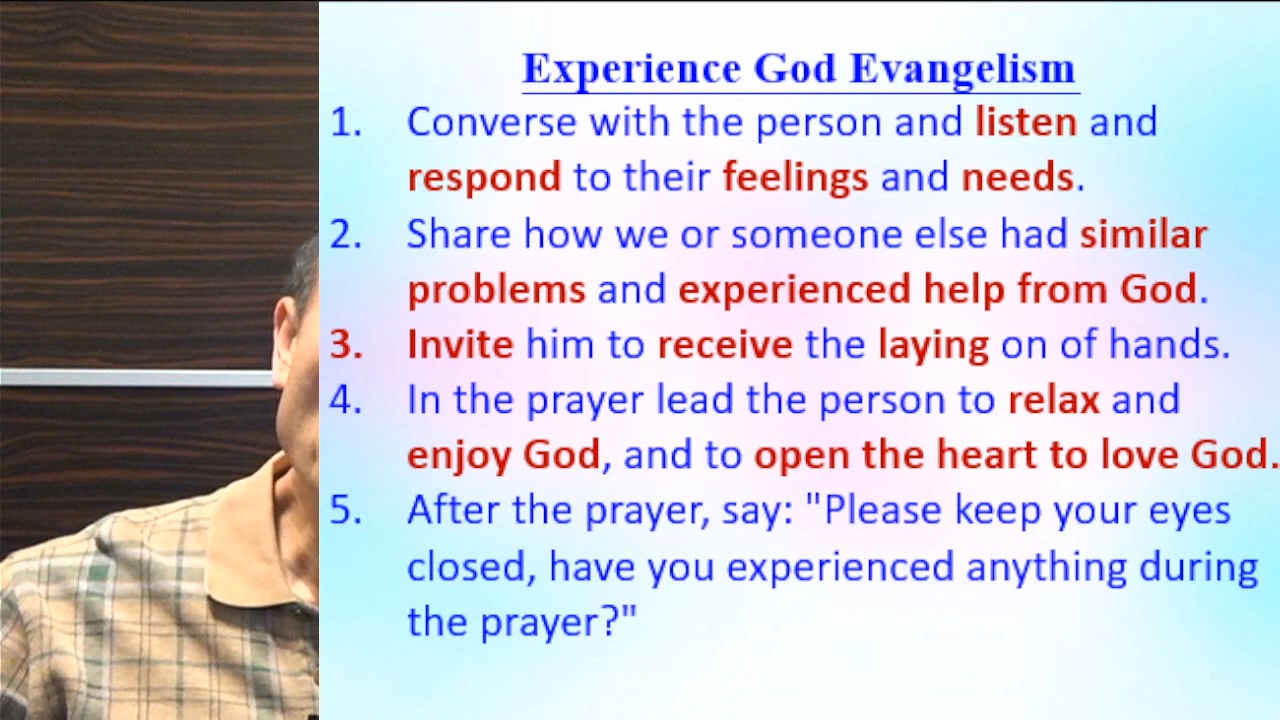 Experience God Evangelism
1. Converse with the person and listen and
respond to their feelings and needs.
2. Share how we or someone else had similar
problems and experienced help from God.
3. Invite him to receive the laying on of hands.
4. In the prayer lead the person to relax and
enjoy God, and to open the heart to love God.
5. After the prayer, say: "Please keep your eyes
closed, have you experienced anything during
the prayer?"